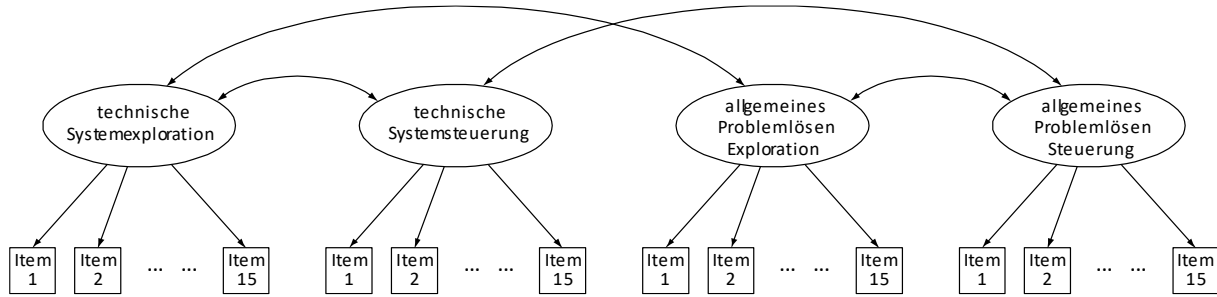 technische
Systemexploration
technische
Systemsteuerung
allgemeines
Problemlösen
Exploration
allgemeines
Problemlösen
Steuerung
Item
1
Item
2
... ...
Item
15
Item
1
Item
2
... ...
Item
15
Item
1
Item
2
... ...
Item
15
Item
1
Item
2
... ...
Item
15